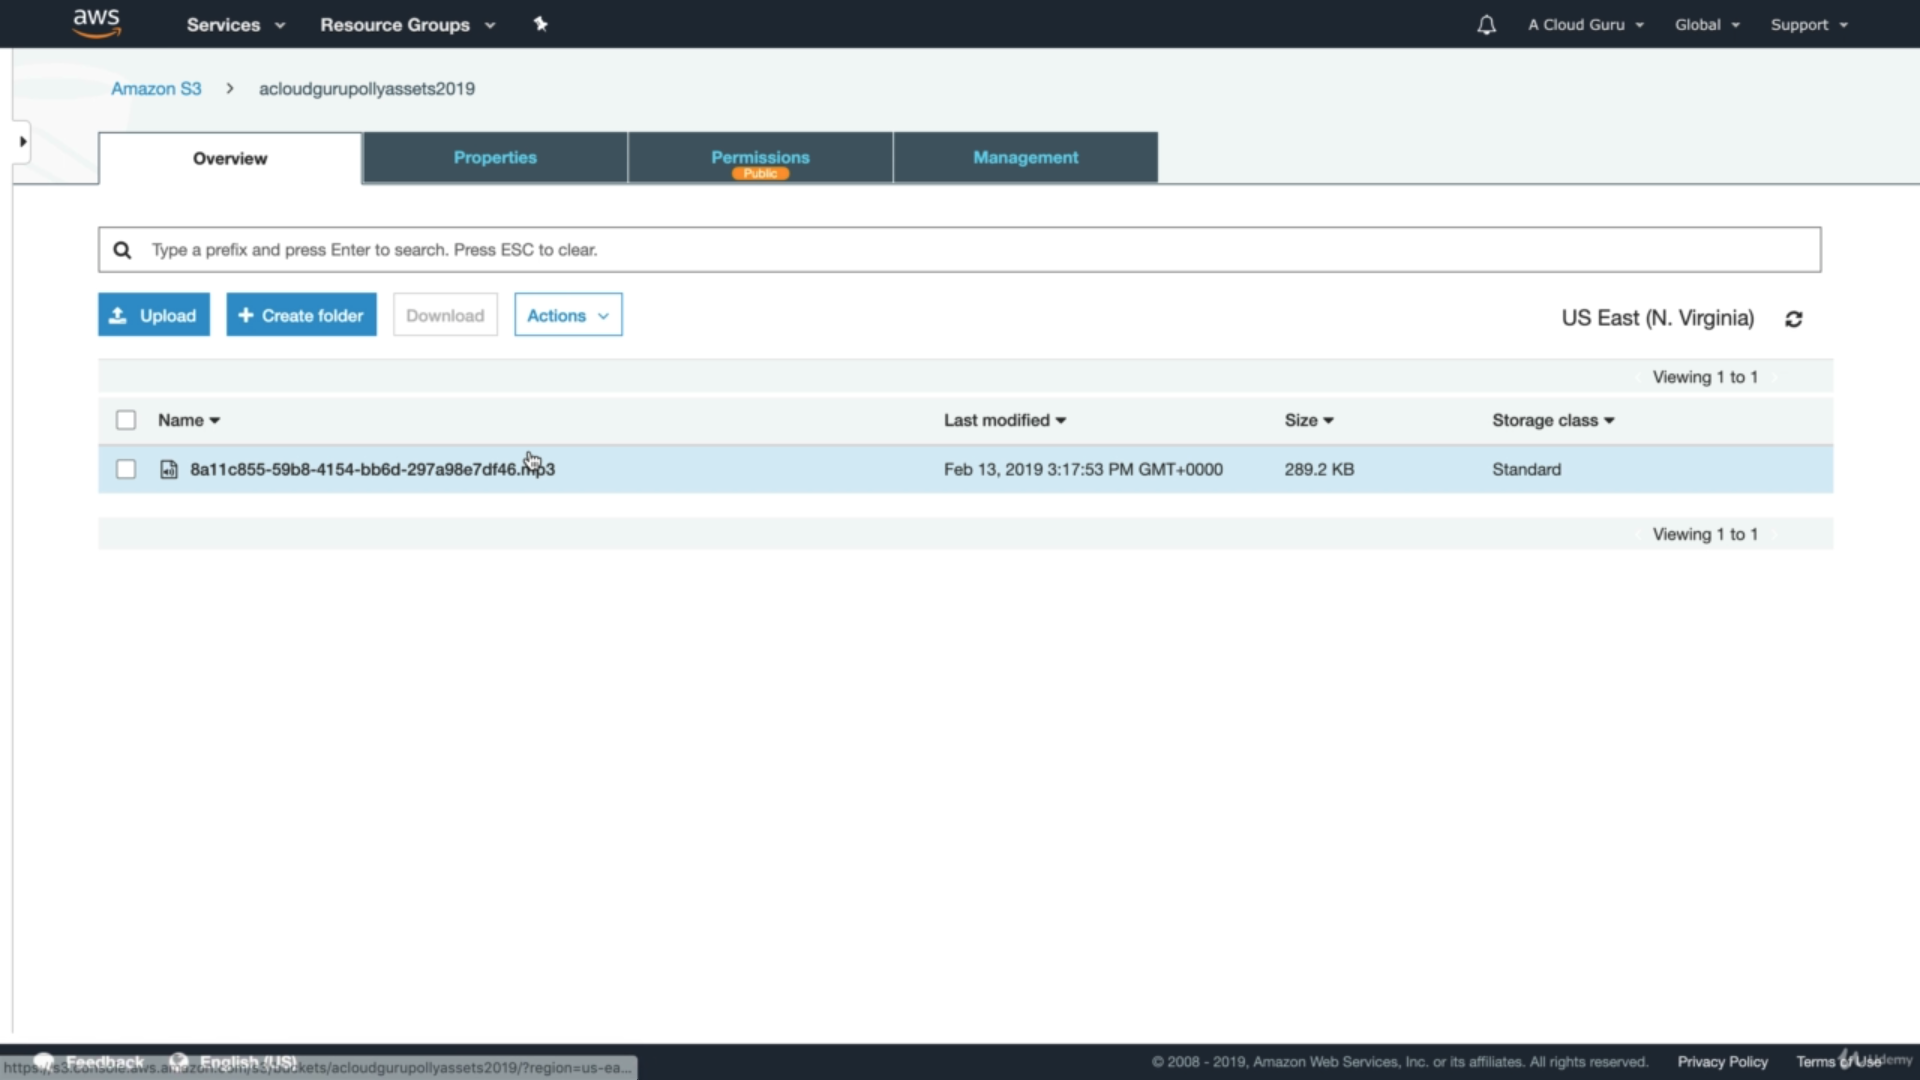 aws
Services
Resource Groups
A Cloud Guru
Global
Support
Amazon S3 > acloudgurupollyassets2019
Overview
Properties
Permissions
Public
Management
Type a prefix and press Enter to search. Press ESC to clear.
Upload
+ Create folder
Download
Actions
US East (N. Virginia)
Viewing 1 to 1
Name
Last modified
Size
Storage class
8a11c855-59b8-4154-bb6d-297a98e7df46.mp3
Feb 13, 2019 3:17:53 PM GMT+0000
289.2 KB
Standard
Viewing 1 to 1
Feedback
English (US)
https://s3.console.aws.amazon.com/s3/buckets/acloudgurupollyassets2019/?region=us-ea...
© 2008 - 2019, Amazon Web Services, Inc. or its affiliates. All rights reserved.
Privacy Policy
Terms of Use